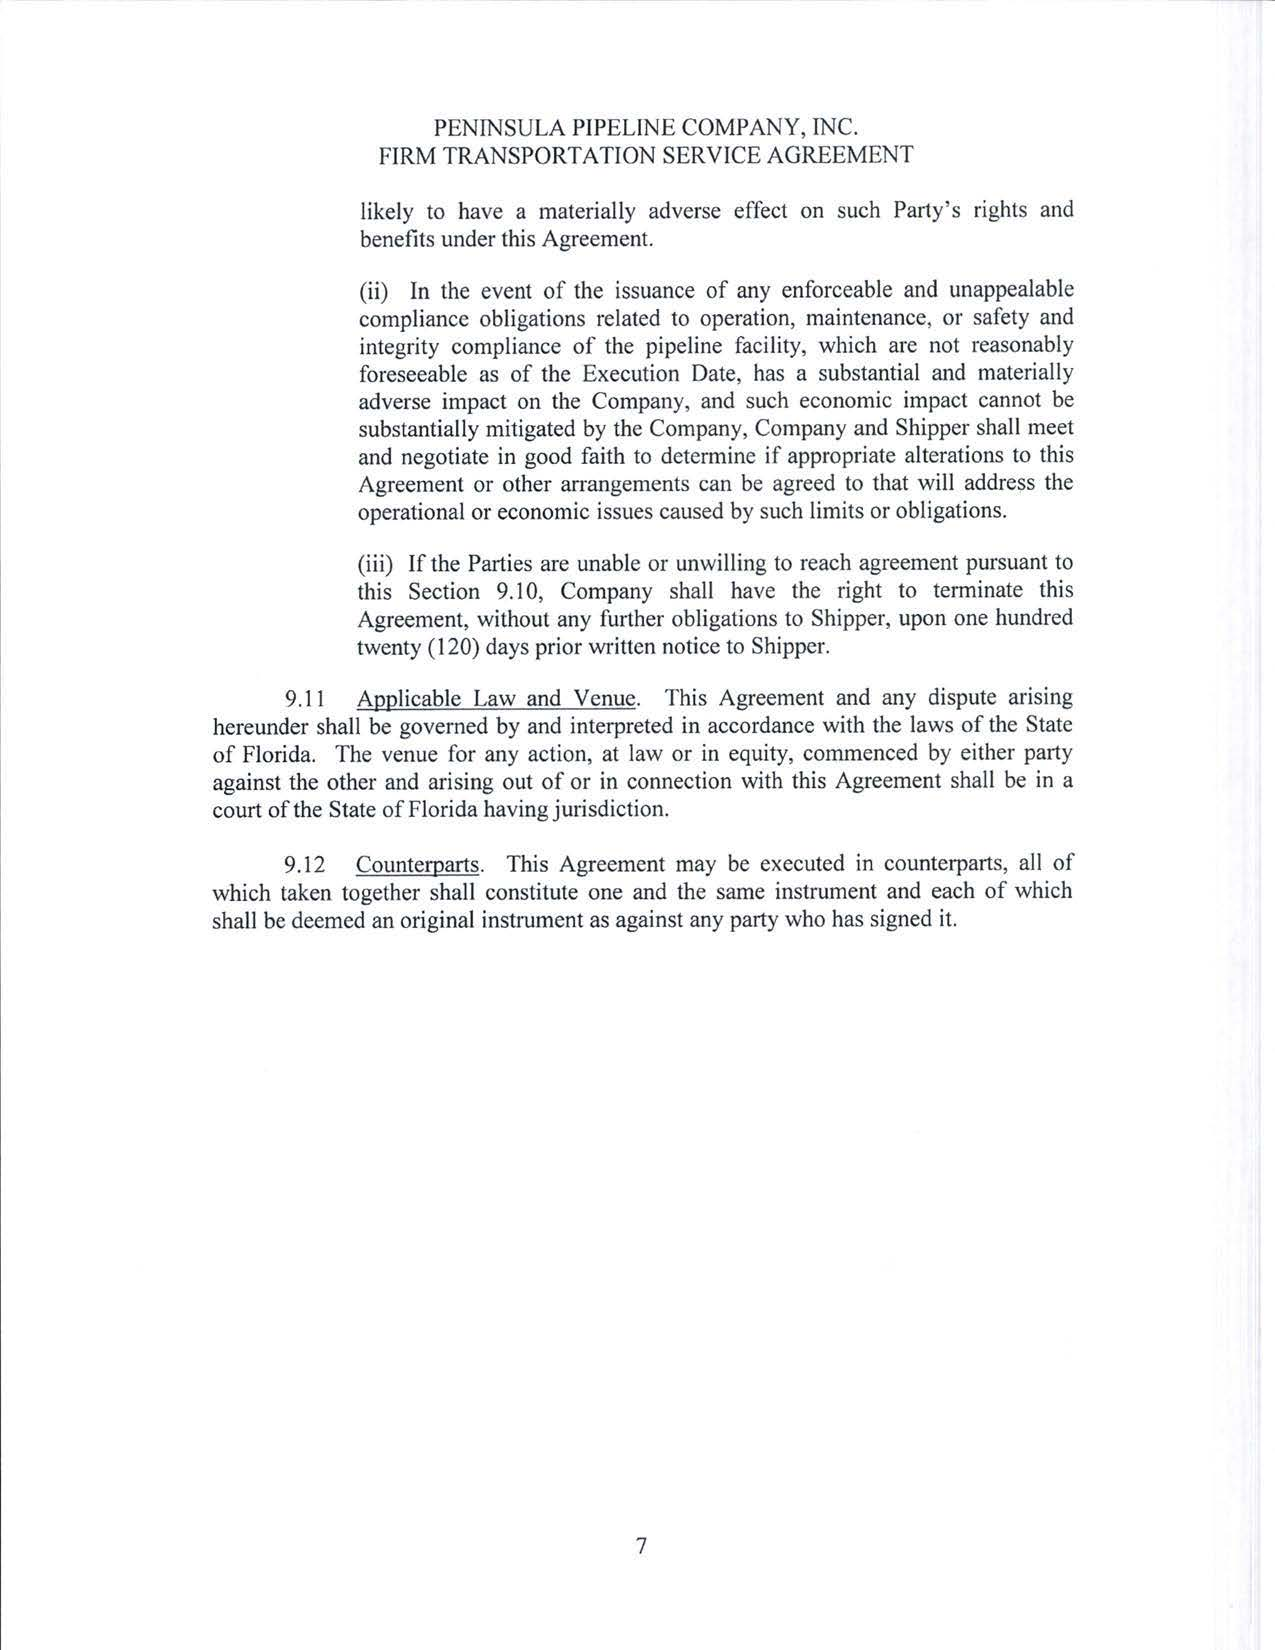 PENINSULA PIPELINE COMPANY, INC.
FIRM TRANSPORTATION SERVICE AGREEMENT
likely to have a materially adverse effect on such Party's rights and
benefits under this Agreement.
(ii) In the event of the issuance of any enforceable and unappealable
compliance obligations related to operation, maintenance, or safety and
integrity compliance of the pipeline facility, which are not reasonably
foreseeable as of the Execution Date, has a substantial and materially
adverse impact on the Company, and such economic impact cannot be
substantially mitigated by the Company, Company and Shipper shall meet
and negotiate in good faith to determine if appropriate alterations to this
Agreement or other arrangements can be agreed to that will address the
operational or economic issues caused by such limits or obligations.
(iii) If the Parties are unable or unwilling to reach agreement pursuant to
this Section 9.10, Company shall have the right to terminate this
Agreement, without any further obligations to Shipper, upon one hundred
twenty (120) days prior written notice to Shipper.
9.11 Applicable Law and Venue. This Agreement and any dispute arising
hereunder shall be governed by and interpreted in accordance with the laws of the State
of Florida. The venue for any action, at law or in equity, commenced by either party
against the other and arising out of or in connection with this Agreement shall be in a
court of the State of Florida having jurisdiction.
9.12 Counterparts. This Agreement may be executed in counterparts, all of
which taken together shall constitute one and the same instrument and each of which
shall be deemed an original instrument as against any party who has signed it.
7